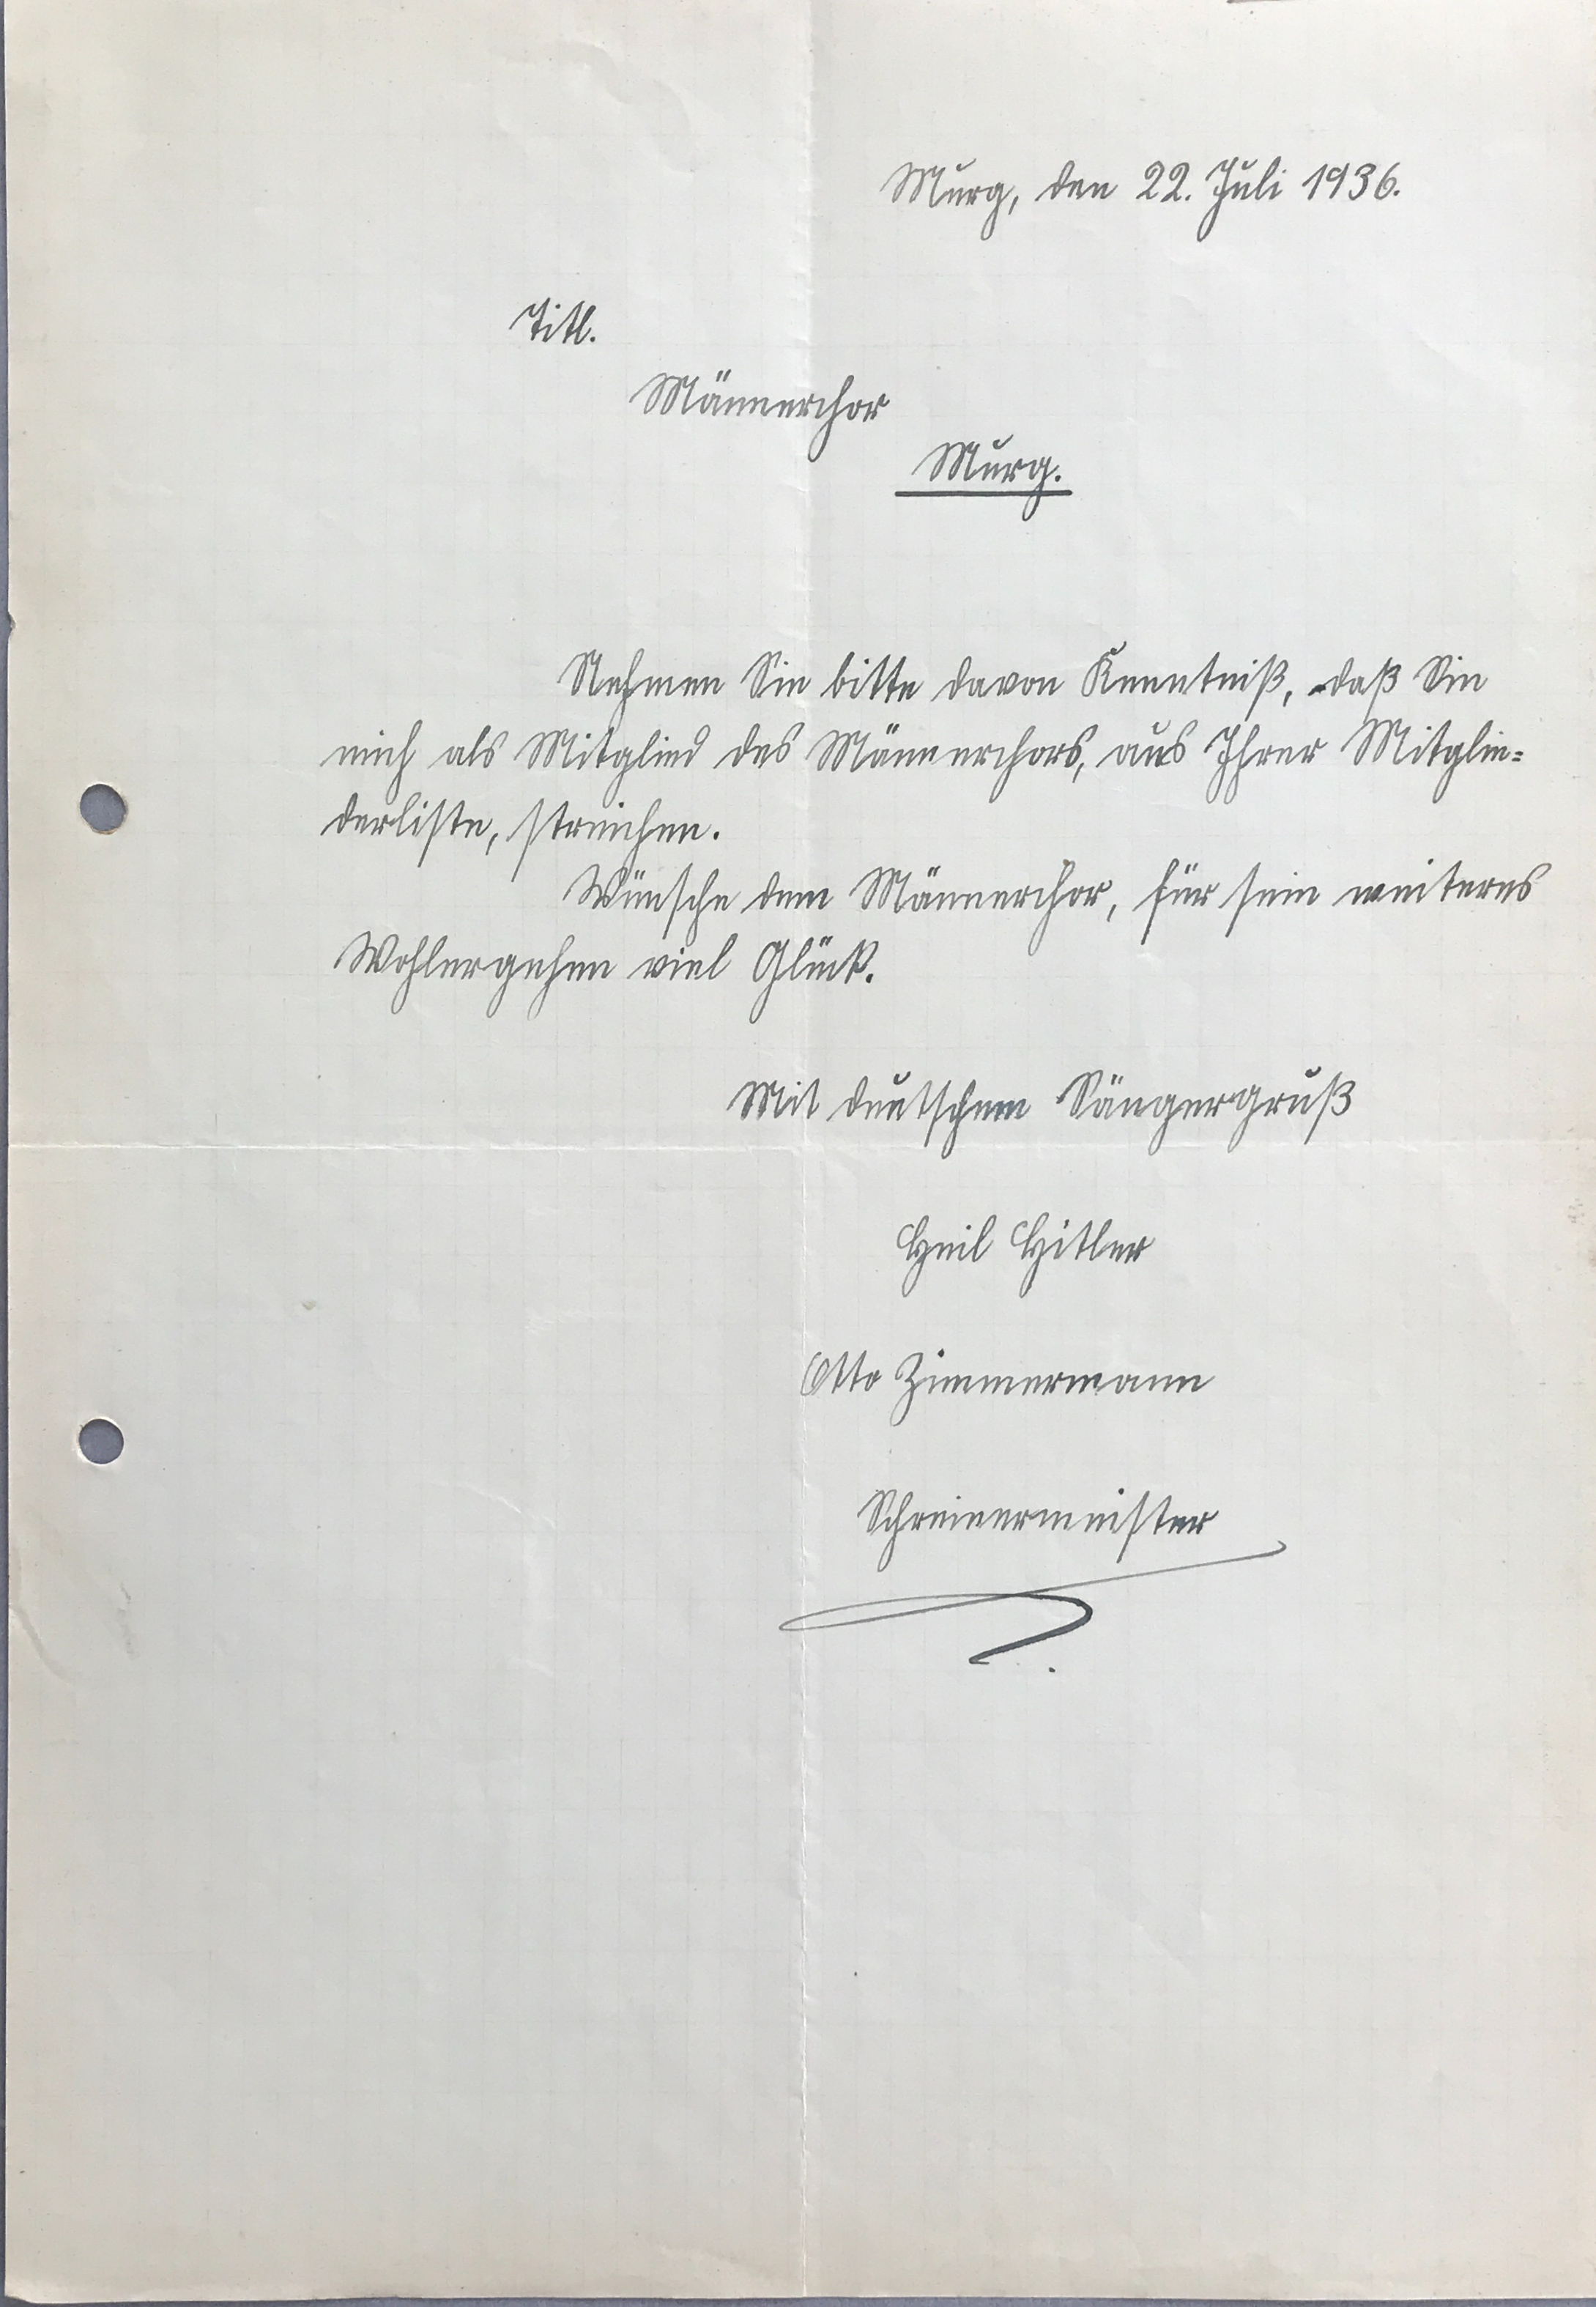 Murg, den 22. Juli 1936.
Titl.
Männerchor
Murg.
Nehmen Sie bitte davon Kenntniß, daß Sie
mich als Mitglied des Männerchors, aus Ihrer Mitglie=
derliste, streichen.
Wünsche dem Männerchor, für sein weiteres
Wohlergehen viel Glück.
Mit deutschem Sängergruß
Heil Hitler
Otto Zimmermann
Schreinermeister